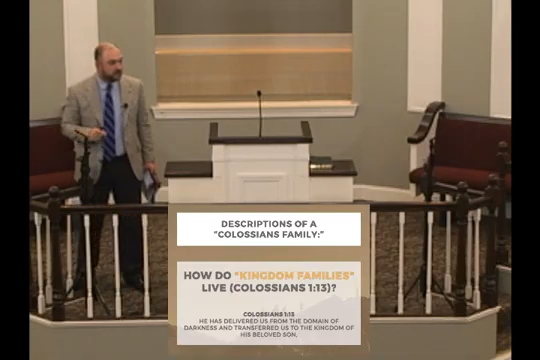 DESCRIPTIONS OF A
"COLOSSIANS FAMILY:"
HOW DO "KINGDOM FAMILIES"
LIVE (COLOSSIANS 1:13)?
COLOSSIANS 1:13
HE HAS DELIVERED US FROM THE DOMAIN OF
DARKNESS AND TRANSFERRED US TO THE KINGDOM OF
HIS BELOVED SON,